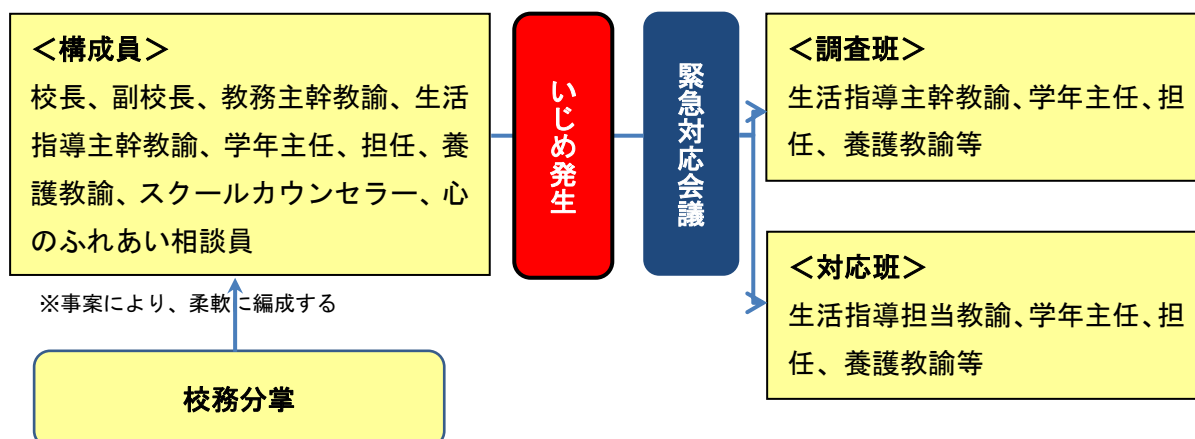 ＜構成員＞
校長、副校長、教務主幹教諭、生活
指導主幹教諭、学年主任、担任、養
護教諭、スクールカウンセラー、心
のふれあい相談員
※事案により、柔軟に編成する
校務分掌
いじめ発生
緊急対応会議
＜調査班＞
生活指導主幹教諭、学年主任、担
任、養護教諭等
＜対応班＞
生活指導担当教諭、学年主任、担
任、養護教諭等